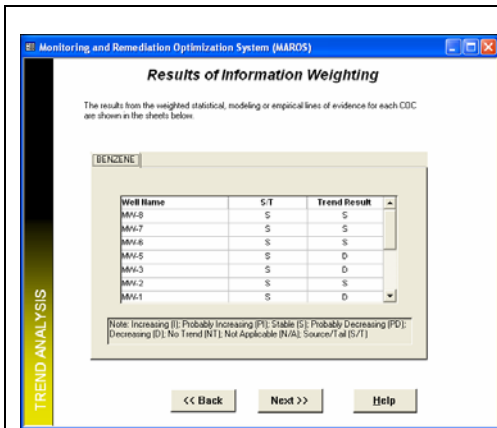 Monitoring and Remediation Optimization System (MAROS)
Results of Information Weighting
The results from the weighted statistical, modeling or empirical lines of evidence for each COC
are shown in the sheets below.
BENZENE
Well Name S/T Trend Result
MW-8 S S
MW-7 S S
MW-6 S S
MW-5 S D
MW-3 S D
MW-2 S S
MW-1 S D
Note: Increasing (I); Probably Increasing (PI); Stable (S); Probably Decreasing (PD);
Decreasing (D); No Trend (NT); Not Applicable (N/A); Source/Tail (S/T)
TREND ANALYSIS
<< Back Next >> Help